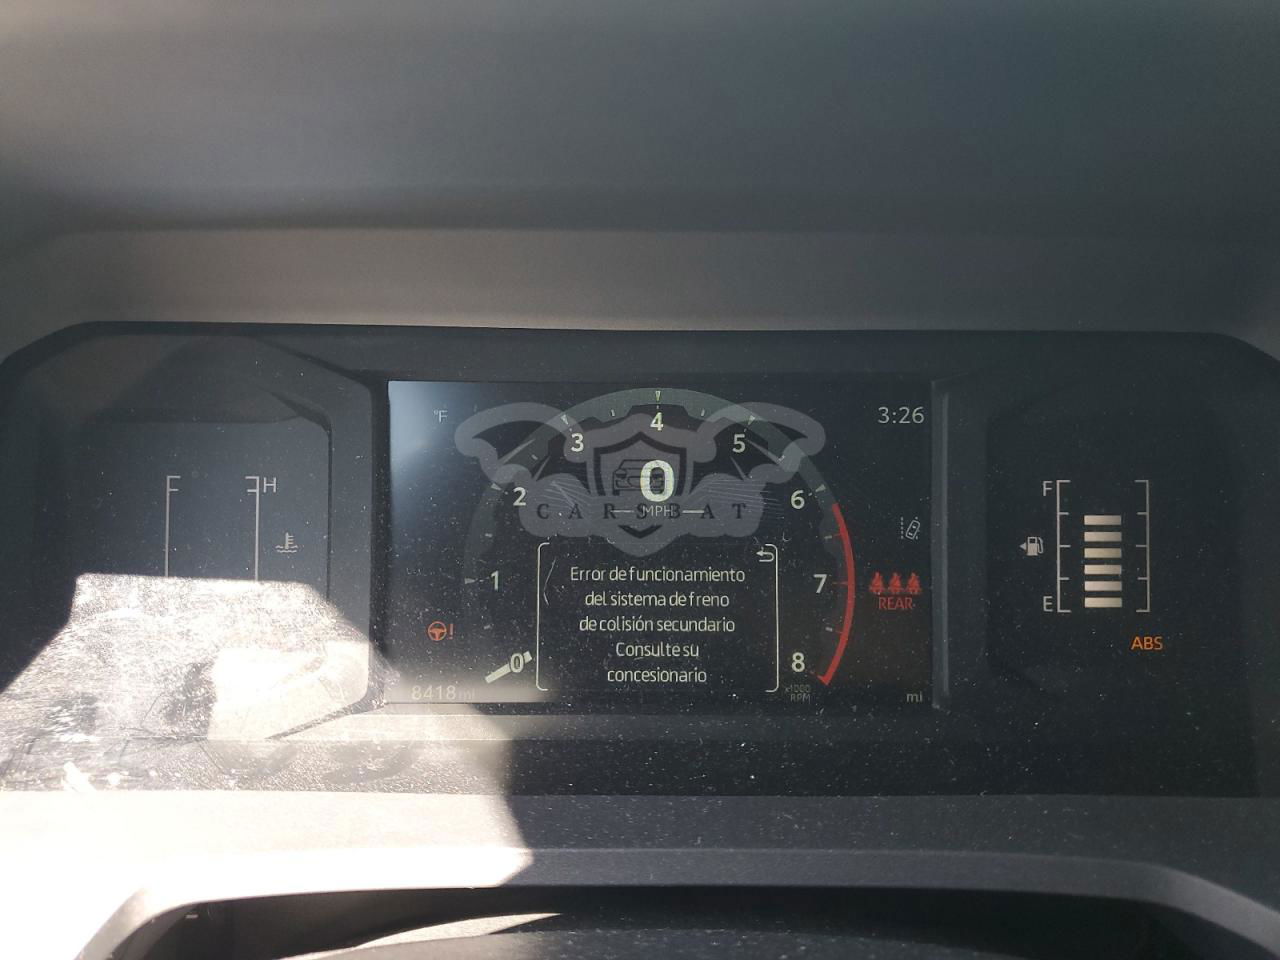 °F
3:26
4
3
5
0
MPH
2
6
CARSBAT
H
F
E
1
7
Error de funcionamiento
del sistema de freno
de colisión secundario
Consulte su
concesionario
REAR
!
0
8
x1000
RPM
8418 mi
mi
ABS